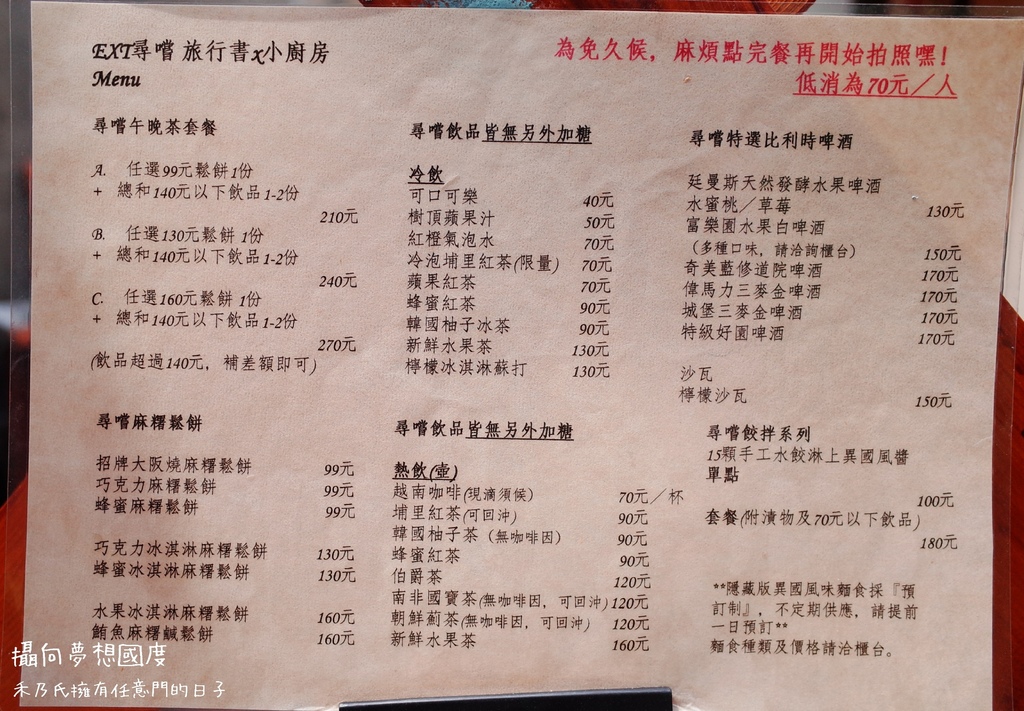 EXT尋嚐 旅行書x小廚房
Menu
為免久候，麻煩點完餐再開始拍照嘿！
低消為70元／人
尋嚐午晚茶套餐
A. 任選99元鬆餅1份
+ 總和140元以下飲品1-2份
210元
B. 任選130元鬆餅 1份
+ 總和140元以下飲品1-2份
240元
C. 任選160元鬆餅 1份
+ 總和140元以下飲品1-2份
270元
(飲品超過140元，補差額即可)
尋嚐麻糬鬆餅
招牌大阪燒麻糬鬆餅 99元
巧克力麻糬鬆餅 99元
蜂蜜麻糬鬆餅 99元
巧克力冰淇淋麻糬鬆餅 130元
蜂蜜冰淇淋麻糬鬆餅 130元
水果冰淇淋麻糬鬆餅 160元
鮪魚麻糬鹹鬆餅 160元
尋嚐飲品皆無另外加糖
冷飲
可口可樂 40元
樹頂蘋果汁 50元
紅橙氣泡水 70元
冷泡埔里紅茶(限量) 70元
蘋果紅茶 70元
蜂蜜紅茶 90元
韓國柚子冰茶 90元
新鮮水果茶 130元
檸檬冰淇淋蘇打 130元
尋嚐飲品皆無另外加糖
熱飲(壺)
越南咖啡(現滴須候) 70元／杯
埔里紅茶(可回沖) 90元
韓國柚子茶（無咖啡因) 90元
蜂蜜紅茶 90元
伯爵茶 120元
南非國寶茶(無咖啡因，可回沖) 120元
朝鮮薊茶(無咖啡因，可回沖) 120元
新鮮水果茶 160元
尋嚐特選比利時啤酒
廷曼斯天然發酵水果啤酒
水蜜桃／草莓 130元
富樂園水果白啤酒
(多種口味，請洽詢櫃台) 150元
奇美藍修道院啤酒 170元
偉馬力三麥金啤酒 170元
城堡三麥金啤酒 170元
特級好園啤酒 170元
沙瓦
檸檬沙瓦 150元
尋嚐餃拌系列
15顆手工水餃淋上異國風醬
單點
100元
套餐(附漬物及70元以下飲品)
180元
**隱藏版異國風味麵食採『預
訂制』，不定期供應，請提前
一日預訂**
麵食種類及價格請洽櫃台。
攝向夢想國度
禾乃氏擁有任意門的日子